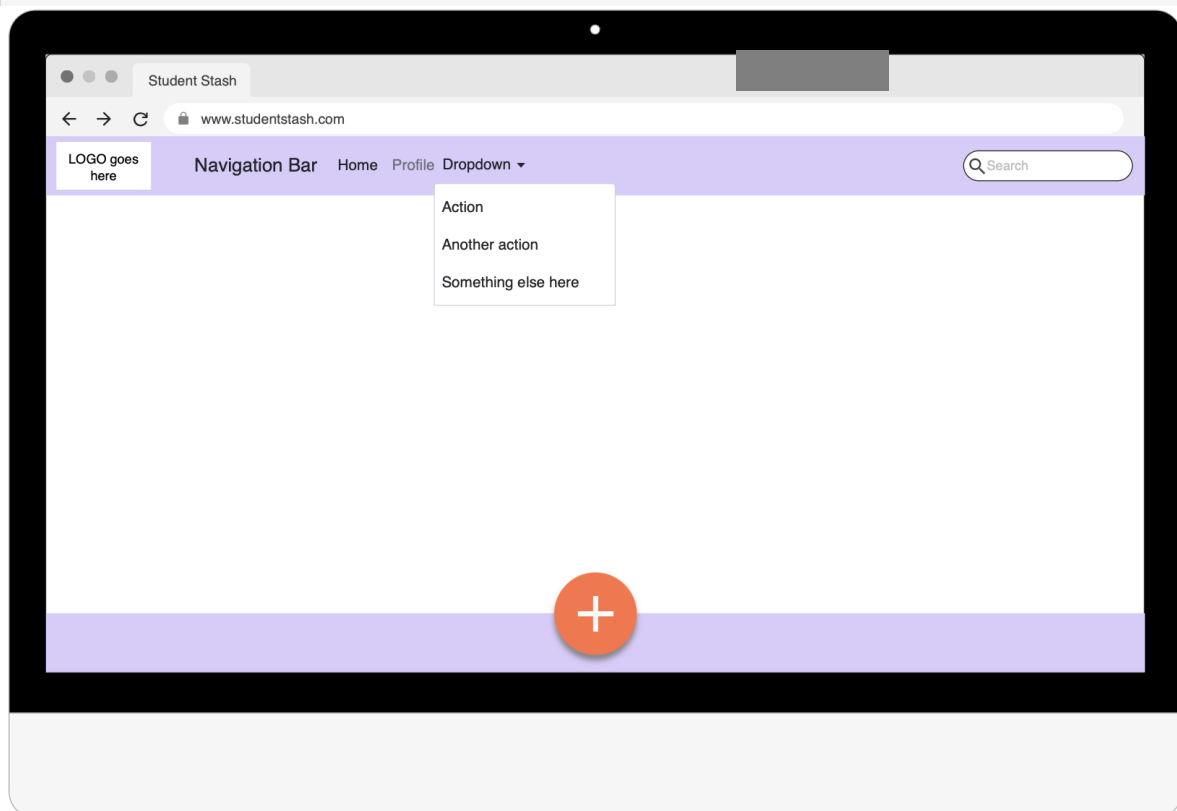 Student Stash
www.studentstash.com
LOGO goes
here
Navigation Bar Home Profile Dropdown
Search
Action
Another action
Something else here